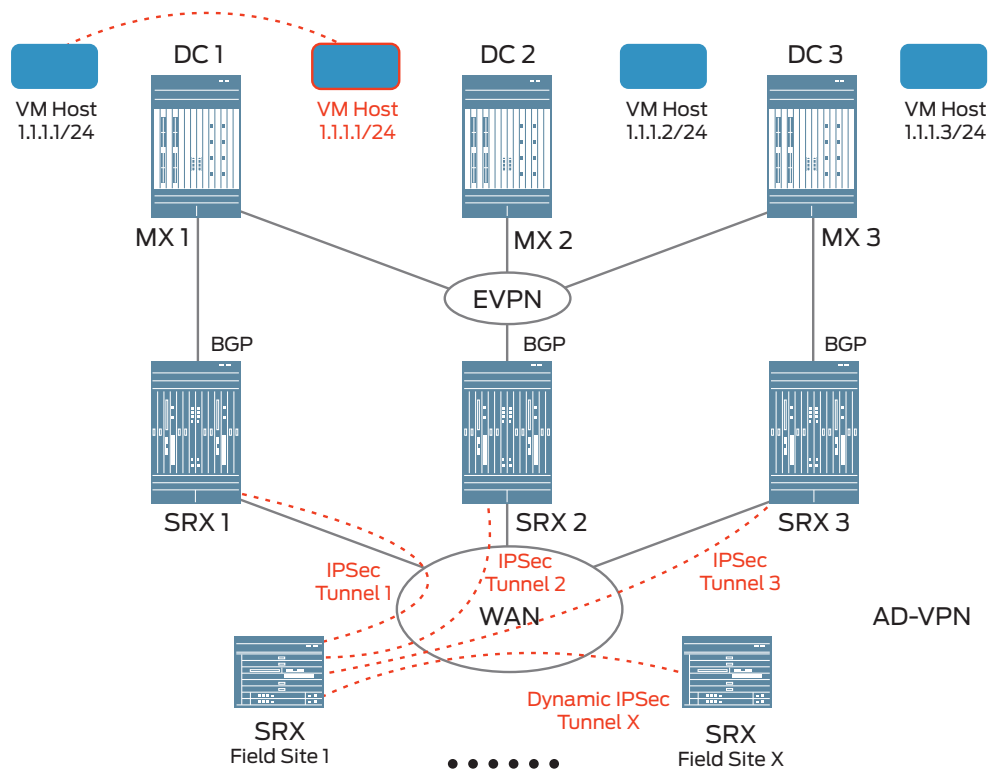 DC 1
DC 2
DC 3
VM Host
1.1.1.1/24
VM Host
1.1.1.1/24
VM Host
1.1.1.2/24
VM Host
1.1.1.3/24
MX 1
MX 2
MX 3
EVPN
BGP
BGP
BGP
SRX 1
SRX 2
SRX 3
IPSec
Tunnel 1
IPSec
Tunnel 2
IPSec
Tunnel 3
WAN
AD-VPN
Dynamic IPSec
Tunnel X
SRX
Field Site 1
SRX
Field Site X